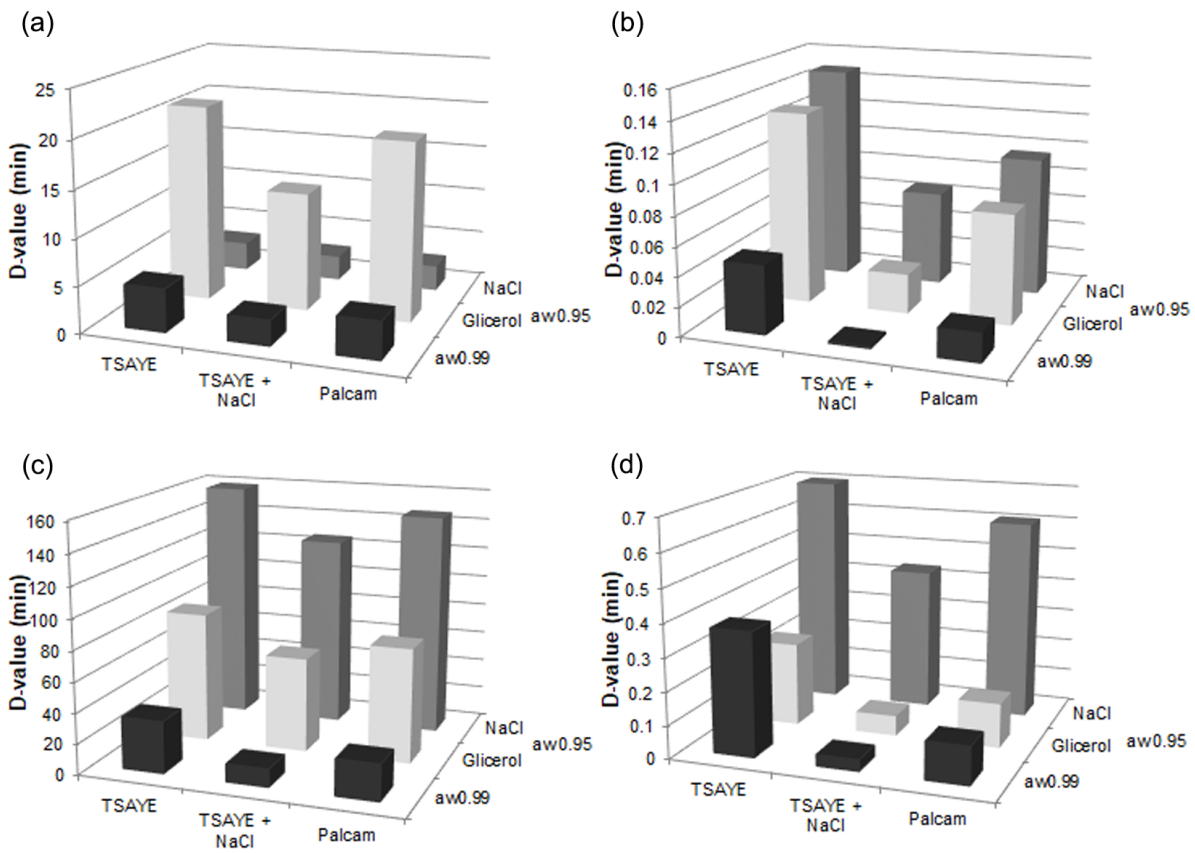 (a)
D-value (min)
25
20
15
10
5
0
TSAYE
TSAYE +
NaCl
Palcam
NaCl
Glicerol
aw0.95
aw0.99
(b)
D-value (min)
0.16
0.14
0.12
0.1
0.08
0.06
0.04
0.02
0
TSAYE
TSAYE +
NaCl
Palcam
NaCl
Glicerol
aw0.95
aw0.99
(c)
D-value (min)
160
140
120
100
80
60
40
20
0
TSAYE
TSAYE +
NaCl
Palcam
NaCl
Glicerol
aw0.95
aw0.99
(d)
D-value (min)
0.7
0.6
0.5
0.4
0.3
0.2
0.1
0
TSAYE
TSAYE +
NaCl
Palcam
NaCl
Glicerol
aw0.95
aw0.99